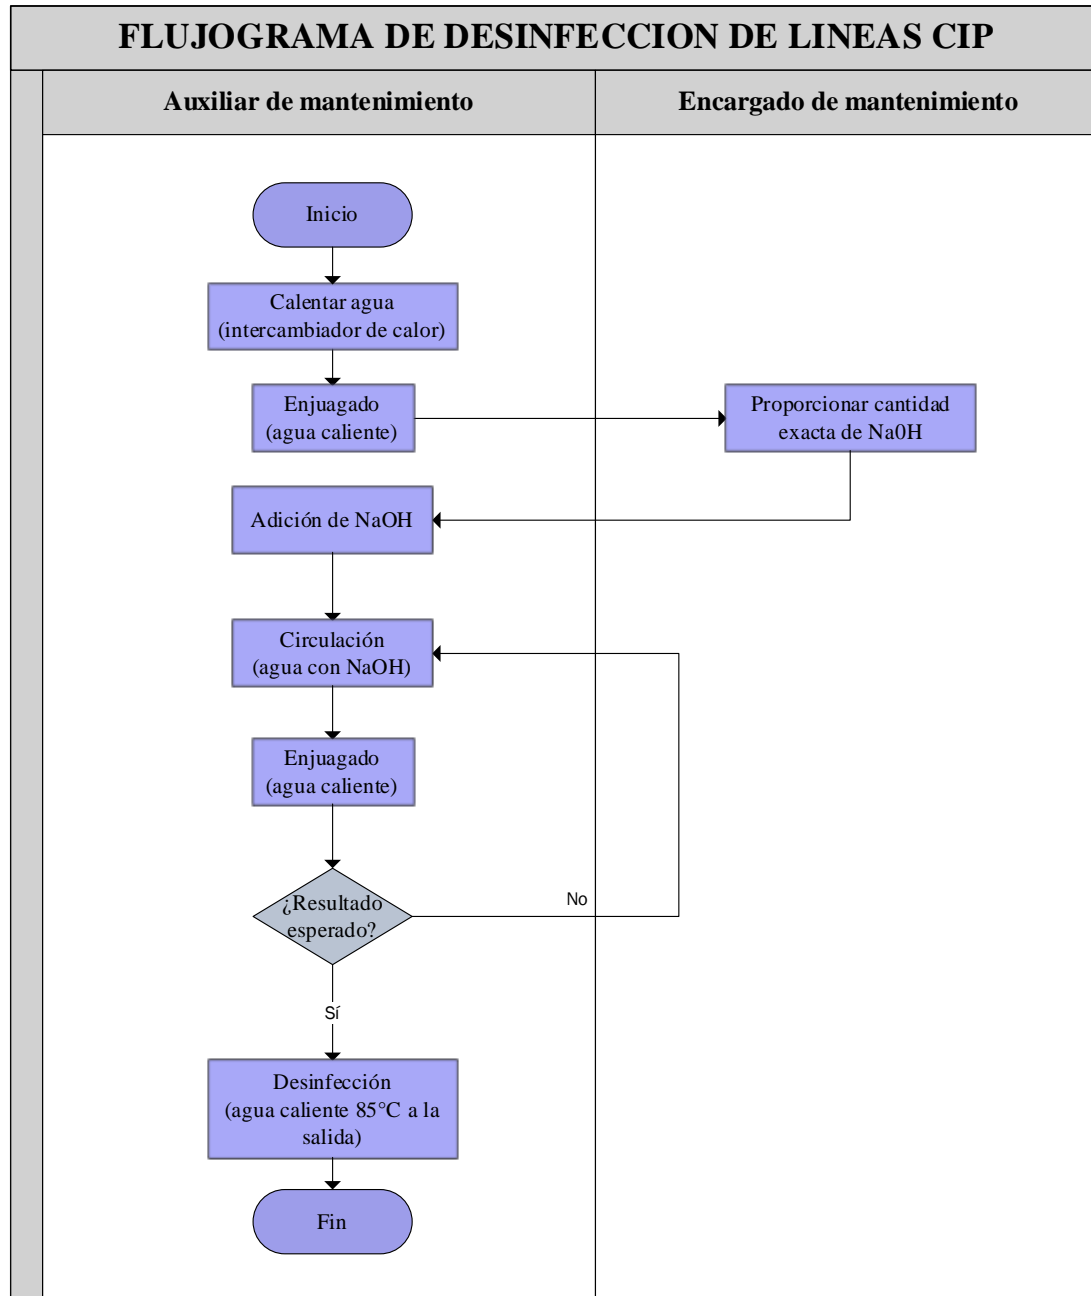 FLUJOGRAMA DE DESINFECCION DE LINEAS CIP
Auxiliar de mantenimiento
Encargado de mantenimiento
Inicio
Calentar agua
(intercambiador de calor)
Enjuagado
(agua caliente)
Proporcionar cantidad
exacta de Na0H
Adición de NaOH
Circulación
(agua con NaOH)
Enjuagado
(agua caliente)
¿Resultado
esperado?
No
Sí
Desinfección
(agua caliente 85°C a la
salida)
Fin